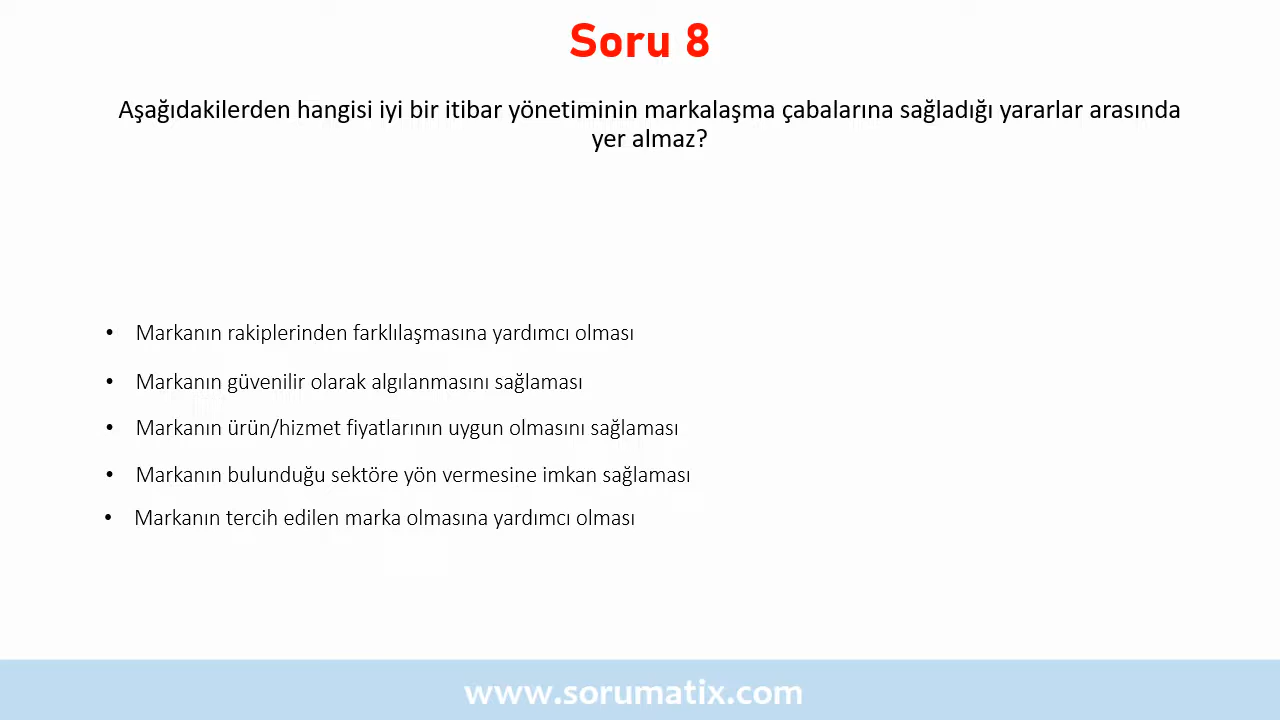 Soru 8
Aşağıdakilerden hangisi iyi bir itibar yönetiminin markalaşma çabalarına sağladığı yararlar arasında
yer almaz?
• Markanın rakiplerinden farklılaşmasına yardımcı olması
• Markanın güvenilir olarak algılanmasını sağlaması
• Markanın ürün/hizmet fiyatlarının uygun olmasını sağlaması
• Markanın bulunduğu sektöre yön vermesine imkan sağlaması
• Markanın tercih edilen marka olmasına yardımcı olması
www.sorumatix.com